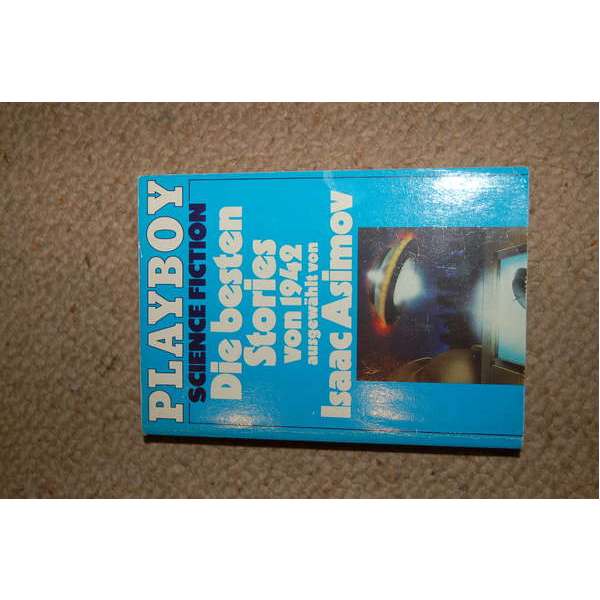 PLAYBOY
SCIENCE FICTION
Die besten
Stories
von 1942
ausgewählt von
Isaac Asimov